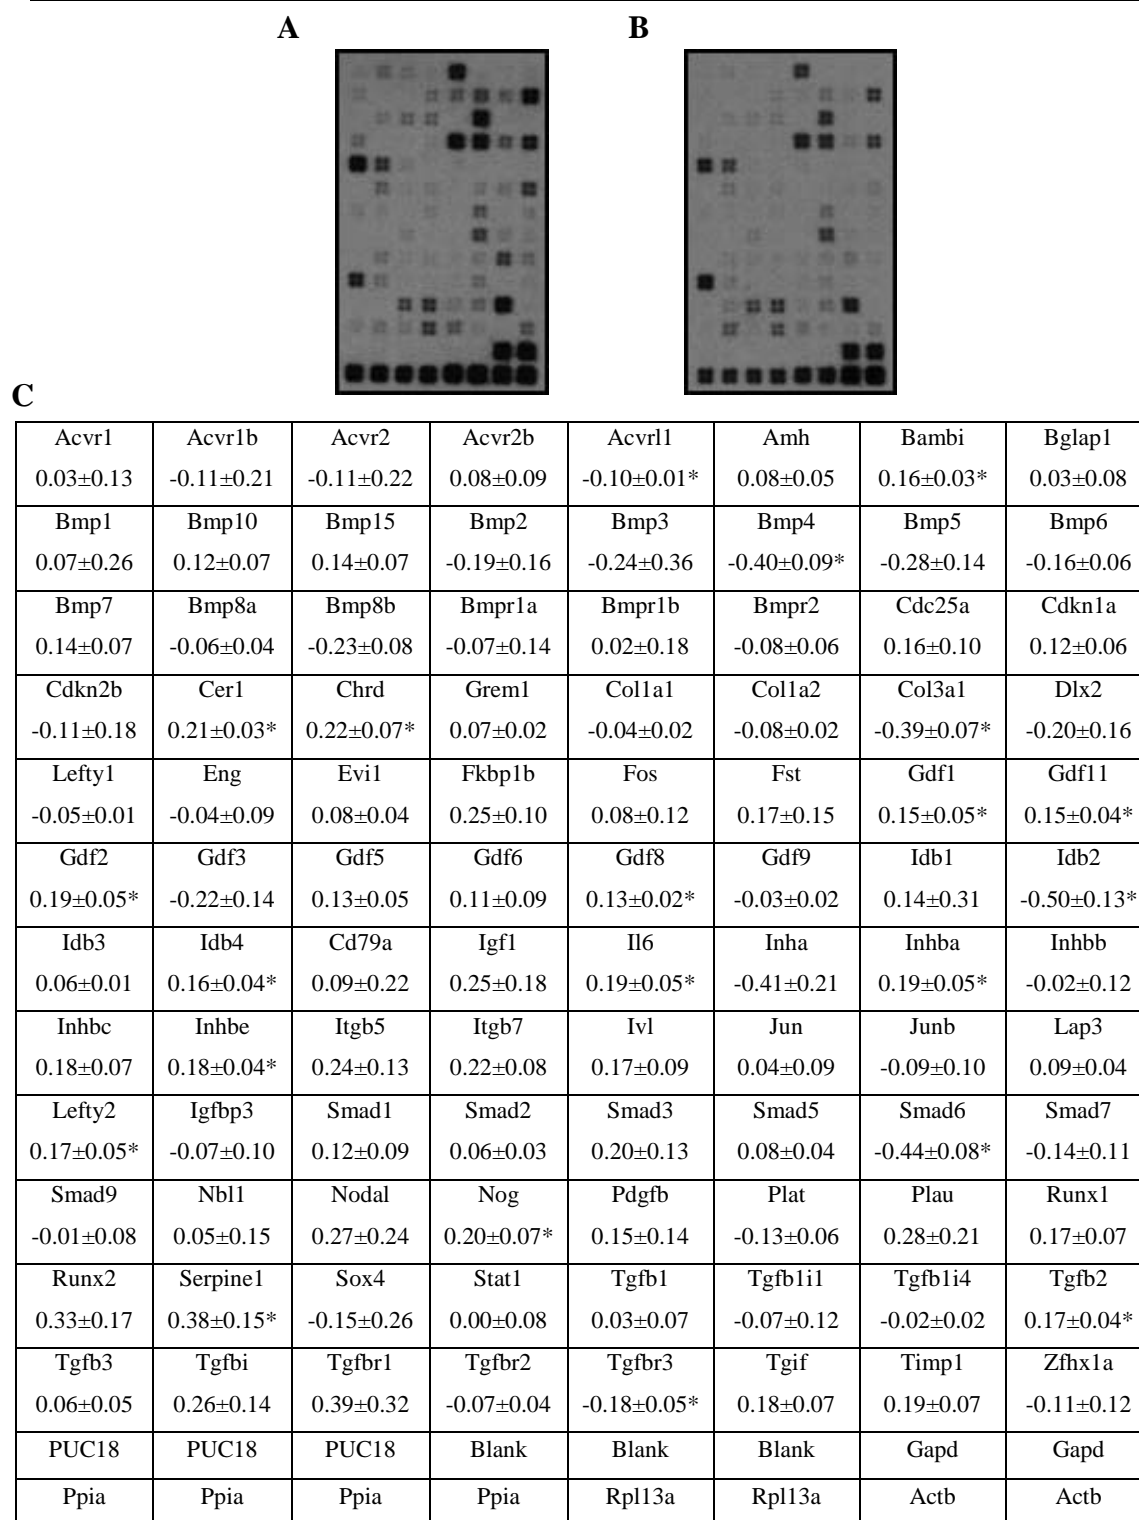 A B
C
Acvr1 Acvr1b Acvr2 Acvr2b Acvrl1 Amh Bambi Bglap1
0.03±0.13 -0.11±0.21 -0.11±0.22 0.08±0.09 -0.10±0.01* 0.08±0.05 0.16±0.03* 0.03±0.08
Bmp1 Bmp10 Bmp15 Bmp2 Bmp3 Bmp4 Bmp5 Bmp6
0.07±0.26 0.12±0.07 0.14±0.07 -0.19±0.16 -0.24±0.36 -0.40±0.09* -0.28±0.14 -0.16±0.06
Bmp7 Bmp8a Bmp8b Bmpr1a Bmpr1b Bmpr2 Cdc25a Cdkn1a
0.14±0.07 -0.06±0.04 -0.23±0.08 -0.07±0.14 0.02±0.18 -0.08±0.06 0.16±0.10 0.12±0.06
Cdkn2b Cer1 Chrd Grem1 Col1a1 Col1a2 Col3a1 Dlx2
-0.11±0.18 0.21±0.03* 0.22±0.07* 0.07±0.02 -0.04±0.02 -0.08±0.02 -0.39±0.07* -0.20±0.16
Lefty1 Eng Evi1 Fkbp1b Fos Fst Gdf1 Gdf11
-0.05±0.01 -0.04±0.09 0.08±0.04 0.25±0.10 0.08±0.12 0.17±0.15 0.15±0.05* 0.15±0.04*
Gdf2 Gdf3 Gdf5 Gdf6 Gdf8 Gdf9 Idb1 Idb2
0.19±0.05* -0.22±0.14 0.13±0.05 0.11±0.09 0.13±0.02* -0.03±0.02 0.14±0.31 -0.50±0.13*
Idb3 Idb4 Cd79a Igf1 Il6 Inha Inhba Inhbb
0.06±0.01 0.16±0.04* 0.09±0.22 0.25±0.18 0.19±0.05* -0.41±0.21 0.19±0.05* -0.02±0.12
Inhbc Inhbe Itgb5 Itgb7 Ivl Jun Junb Lap3
0.18±0.07 0.18±0.04* 0.24±0.13 0.22±0.08 0.17±0.09 0.04±0.09 -0.09±0.10 0.09±0.04
Lefty2 Igfbp3 Smad1 Smad2 Smad3 Smad5 Smad6 Smad7
0.17±0.05* -0.07±0.10 0.12±0.09 0.06±0.03 0.20±0.13 0.08±0.04 -0.44±0.08* -0.14±0.11
Smad9 Nbl1 Nodal Nog Pdgfb Plat Plau Runx1
-0.01±0.08 0.05±0.15 0.27±0.24 0.20±0.07* 0.15±0.14 -0.13±0.06 0.28±0.21 0.17±0.07
Runx2 Serpine1 Sox4 Stat1 Tgfb1 Tgfb1i1 Tgfb1i4 Tgfb2
0.33±0.17 0.38±0.15* -0.15±0.26 0.00±0.08 0.03±0.07 -0.07±0.12 -0.02±0.02 0.17±0.04*
Tgfb3 Tgfbi Tgfbr1 Tgfbr2 Tgfbr3 Tgif Timp1 Zfhx1a
0.06±0.05 0.26±0.14 0.39±0.32 -0.07±0.04 -0.18±0.05* 0.18±0.07 0.19±0.07 -0.11±0.12
PUC18 PUC18 PUC18 Blank Blank Blank Gapd Gapd
Ppia Ppia Ppia Ppia Rpl13a Rpl13a Actb Actb